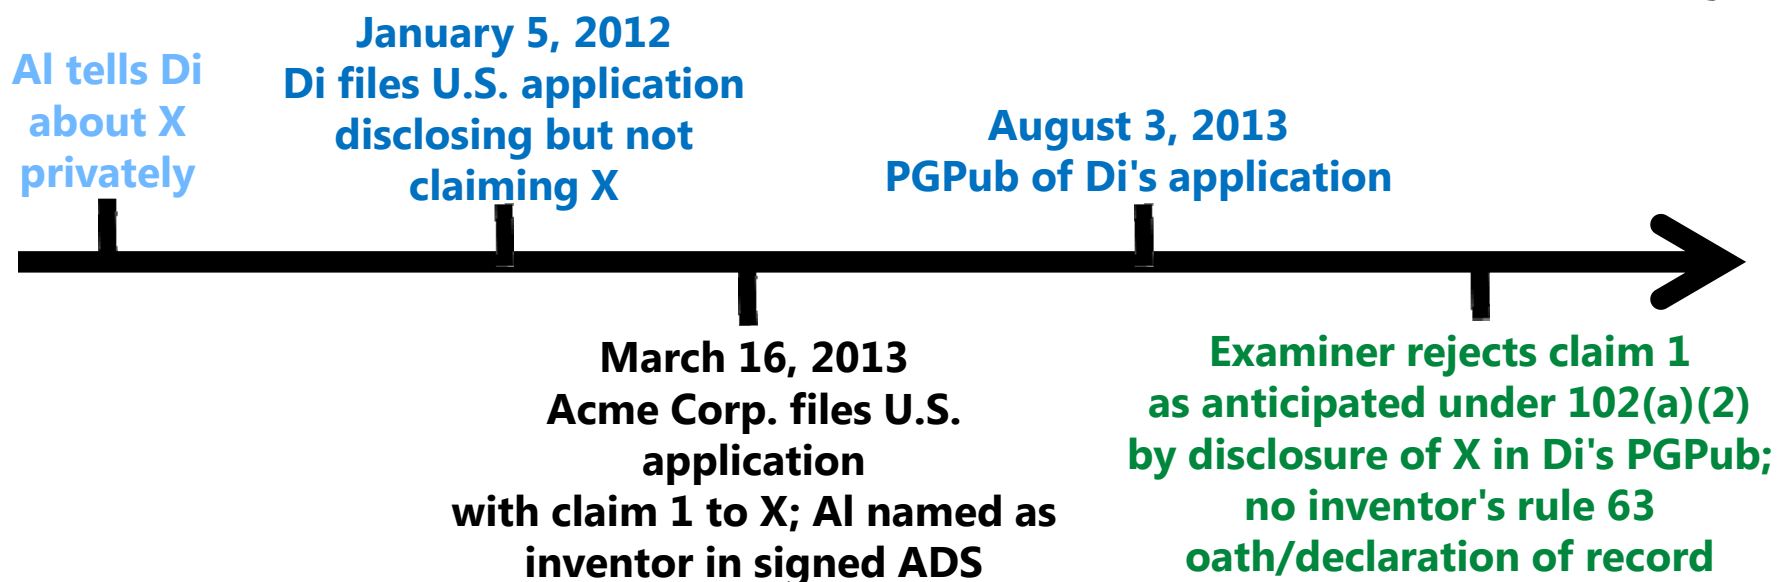 Al tells Di
about X
privately
January 5, 2012
Di files U.S. application
disclosing but not
claiming X
August 3, 2013
PGPub of Di's application
March 16, 2013
Acme Corp. files U.S.
application
with claim 1 to X; Al named as
inventor in signed ADS
Examiner rejects claim 1
as anticipated under 102(a)(2)
by disclosure of X in Di's PGPub;
no inventor's rule 63
oath/declaration of record